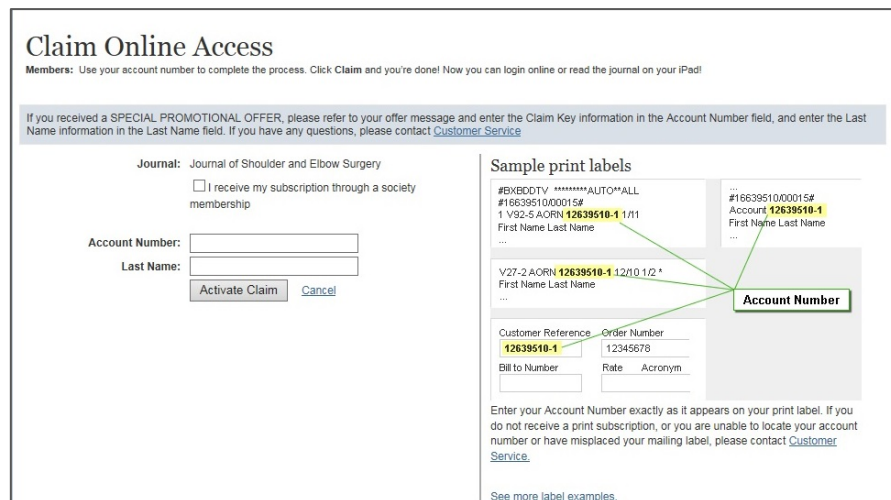 Claim Online Access
Members: Use your account number to complete the process. Click Claim and you're done! Now you can login online or read the journal on your iPad!
If you received a SPECIAL PROMOTIONAL OFFER, please refer to your offer message and enter the Claim Key information in the Account Number field, and enter the Last
Name information in the Last Name field. If you have any questions, please contact Customer Service
Journal: Journal of Shoulder and Elbow Surgery
I receive my subscription through a society
membership
Account Number:
Last Name:
Activate Claim Cancel
Sample print labels
#BXBDDTV *********AUTO**ALL
#16639510/00015#
1 V92-5 AORN 12639510-1 1/11
First Name Last Name
...
...
#16639510/00015#
Account 12639510-1
First Name Last Name
...
V27-2 AORN 12639510-1 12/10 1/2 *
First Name Last Name
...
Account Number
Customer Reference Order Number
12639510-1 12345678
Bill to Number Rate Acronym
Enter your Account Number exactly as it appears on your print label. If you
do not receive a print subscription, or you are unable to locate your account
number or have misplaced your mailing label, please contact Customer
Service.
See more label examples.